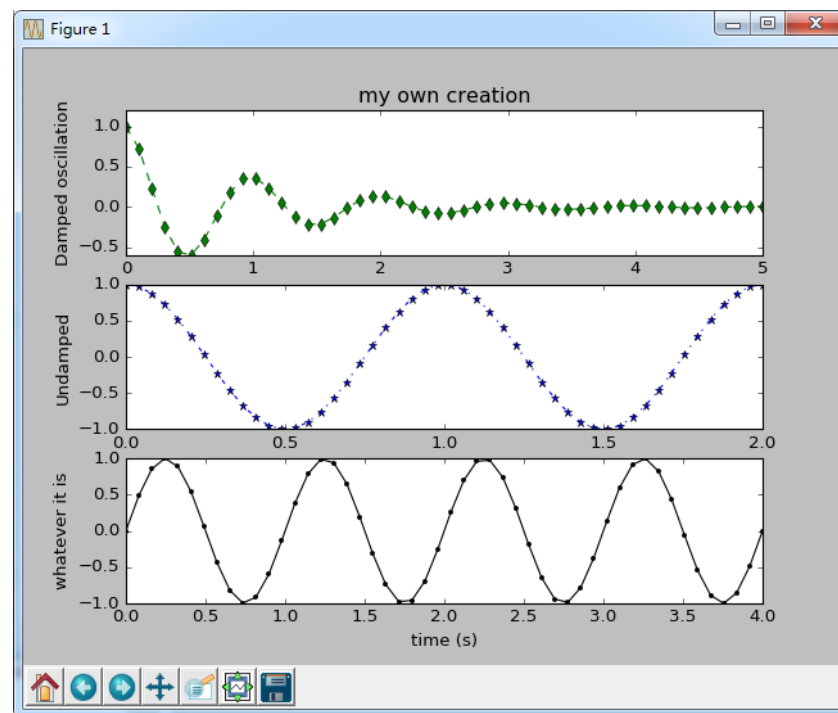 Figure 1
my own creation
Damped oscillation
1.0
0.5
0.0
−0.5
0 1 2 3 4 5
Undamped
1.0
0.5
0.0
−0.5
−1.0
0.0 0.5 1.0 1.5 2.0
whatever it is
1.0
0.5
0.0
−0.5
−1.0
0.0 0.5 1.0 1.5 2.0 2.5 3.0 3.5 4.0
time (s)